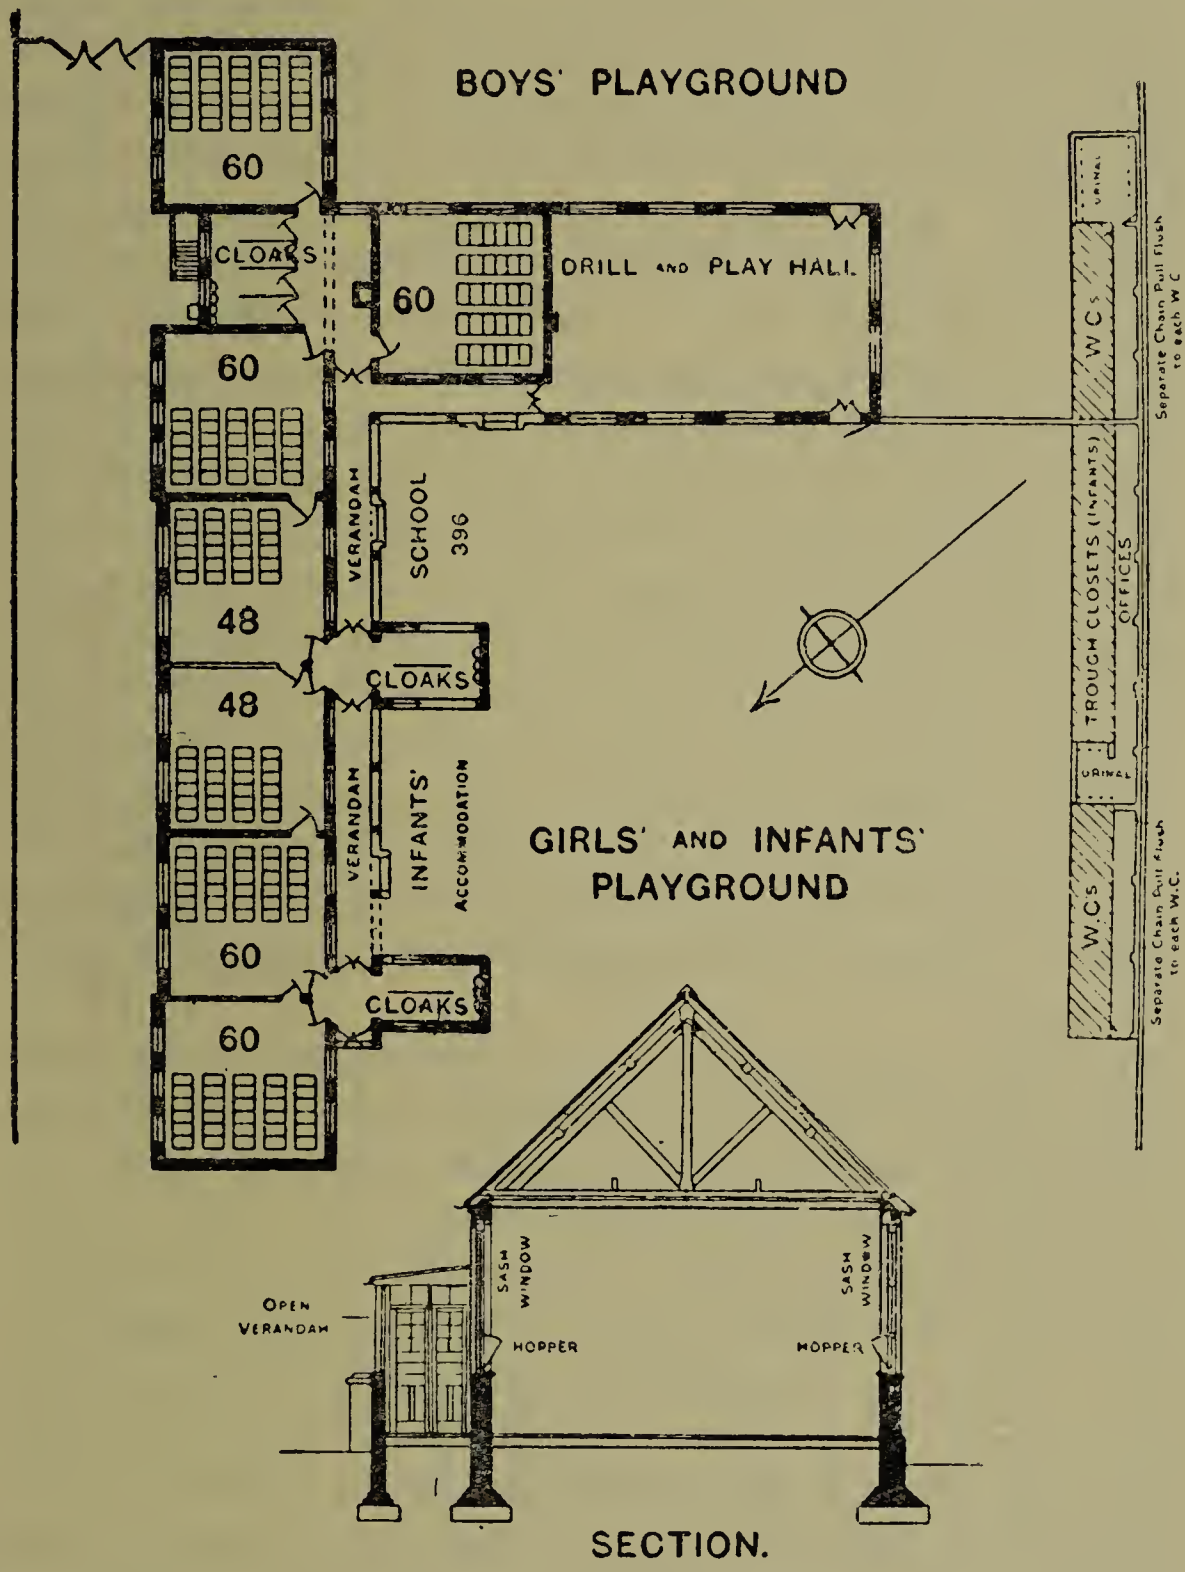 BOYS' PLAYGROUND
60
CLOAKS
60
DRILL AND PLAY HALL
60
VERANDAH
SCHOOL
396
48
CLOAKS
48
VERANDAH
INFANTS'
ACCOMMODATION
60
CLOAKS
60
GIRLS' AND INFANTS'
PLAYGROUND
URINAL
W.C.s
Separate Chain Pull Flush
to each W C
TROUGH CLOSETS (INFANTS)
OFFICES
URINAL
W.C.s
Separate Chain Pull Flush
to each W.C.
SASH
WINDOW
SASH
WINDOW
OPEN
VERANDAH
HOPPER
HOPPER
SECTION.